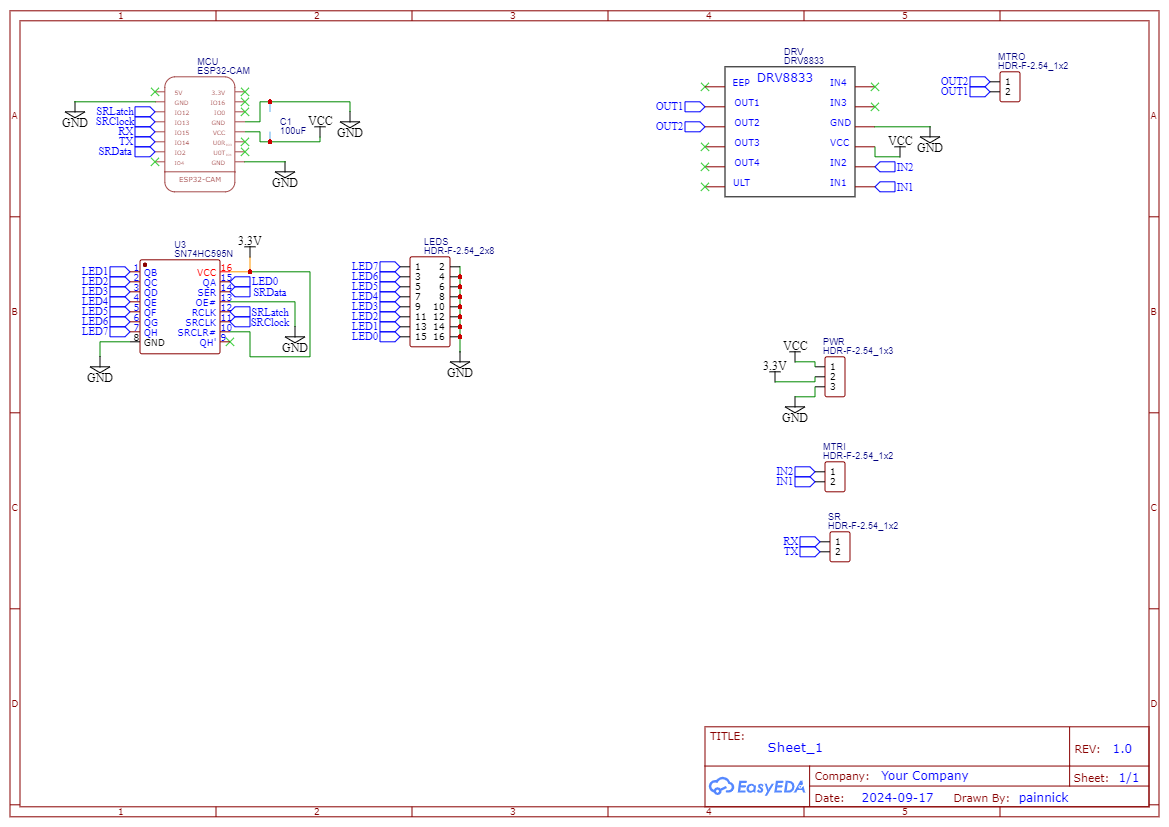 1 2 3 4 5
A
B
C
D
A
B
C
D
MCU
ESP32-CAM
5V 3.3V
GND IO16
IO12 IO0
IO13 GND
IO15 VCC
IO14 U0R
IO2 U0T
IO4 GND
ESP32-CAM
GND
SRLatch
SRClock
RX
TX
SRData
C1
100uF
VCC
GND
GND
DRV
DRV8833
DRV8833
EEP IN4
OUT1 IN3
OUT2 GND
OUT3 VCC
OUT4 IN2
ULT IN1
OUT1
OUT2
VCC
GND
IN2
IN1
MTRO
HDR-F-2.54_1x2
OUT2 1
OUT1 2
3.3V
U3
SN74HC595N
LED1 1 QB VCC 16
LED2 2 QC QA 15 LED0
LED3 3 QD SER 14 SRData
LED4 4 QE OE# 13
LED5 5 QF RCLK 12 SRLatch
LED6 6 QG SRCLK 11 SRClock
LED7 7 QH SRCLR# 10
8 GND QH' 9
GND
GND
LEDS
HDR-F-2.54_2x8
LED7 1 2
LED6 3 4
LED5 5 6
LED4 7 8
LED3 9 10
LED2 11 12
LED1 13 14
LED0 15 16
GND
PWR
HDR-F-2.54_1x3
VCC
3.3V
1
2
3
GND
MTRI
HDR-F-2.54_1x2
IN2 1
IN1 2
SR
HDR-F-2.54_1x2
RX 1
TX 2
TITLE:
Sheet_1
REV: 1.0
EasyEDA
Company: Your Company
Sheet: 1/1
Date: 2024-09-17 Drawn By: painnick
1 2 3 4 5